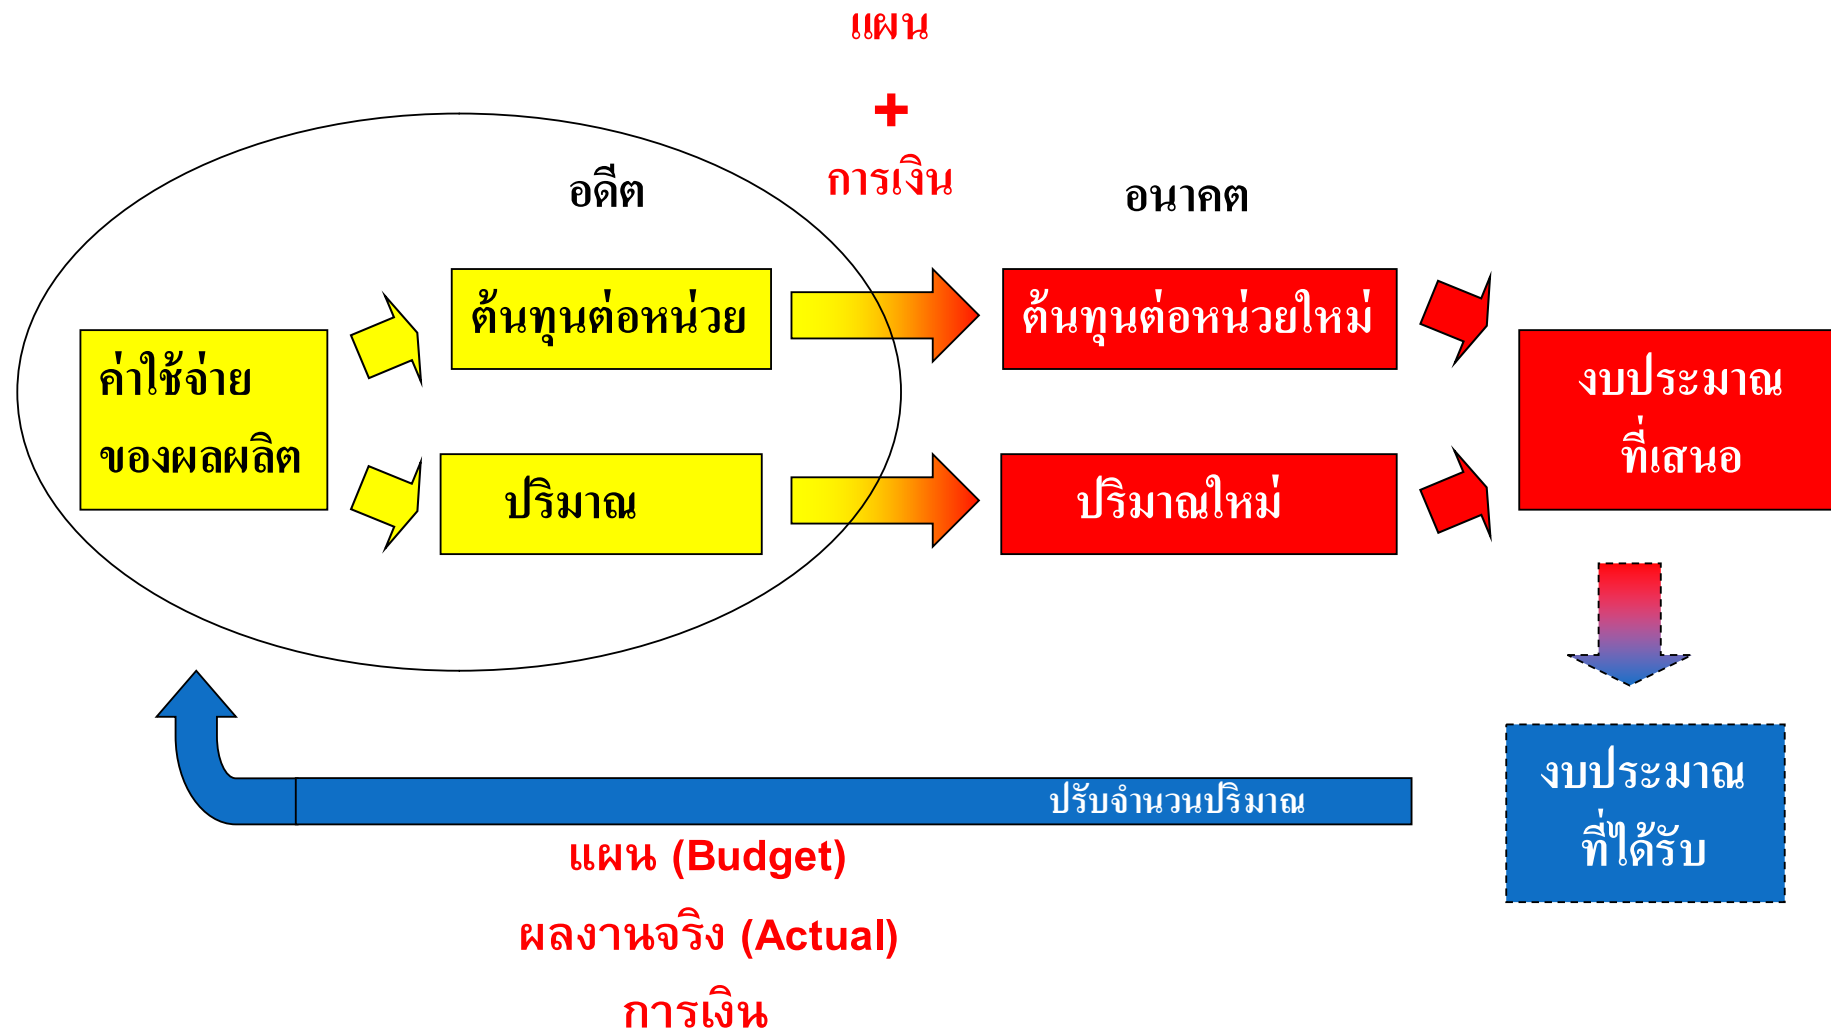 แผน
+
การเงิน
อดีต
อนาคต
ค่าใช้จ่าย
ของผลผลิต
ต้นทุนต่อหน่วย
ปริมาณ
ต้นทุนต่อหน่วยใหม่
ปริมาณใหม่
งบประมาณ
ที่เสนอ
งบประมาณ
ที่ได้รับ
ปรับจำนวนปริมาณ
แผน (Budget)
ผลงานจริง (Actual)
การเงิน